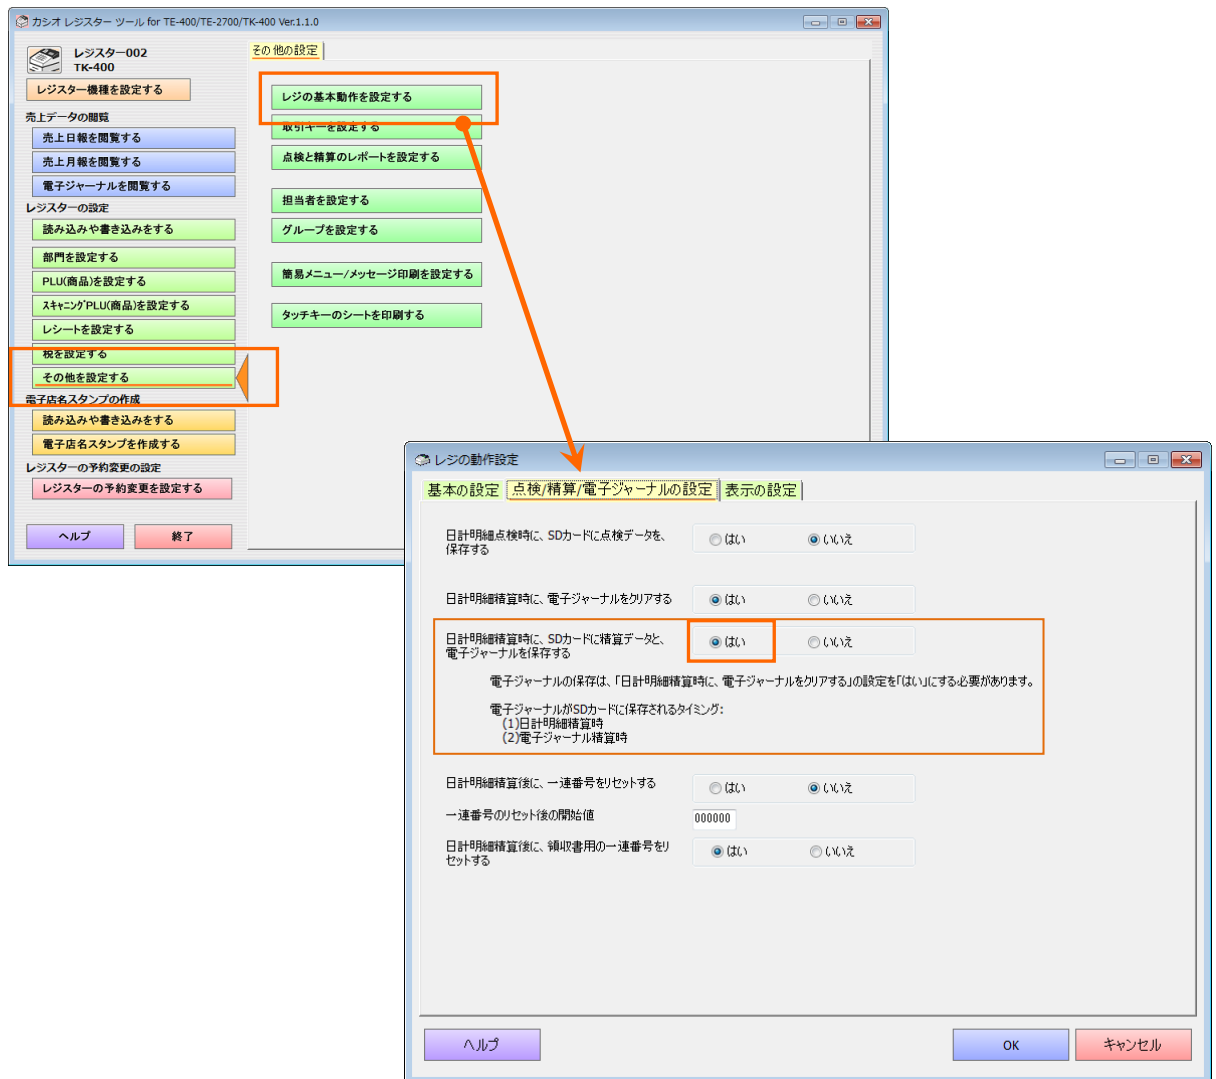 カシオ レジスター ツール for TE-400/TE-2700/TK-400 Ver.1.1.0
レジスター002
TK-400
レジスター機種を設定する
売上データの閲覧
売上日報を閲覧する
売上月報を閲覧する
電子ジャーナルを閲覧する
レジスターの設定
読み込みや書き込みをする
部門を設定する
PLU(商品)を設定する
ｽｷｬﾆﾝｸﾞPLU(商品)を設定する
レシートを設定する
税を設定する
その他を設定する
電子店名スタンプの作成
読み込みや書き込みをする
電子店名スタンプを作成する
レジスターの予約変更の設定
レジスターの予約変更を設定する
ヘルプ
終了
その他の設定
レジの基本動作を設定する
取引キーを設定する
点検と精算のレポートを設定する
担当者を設定する
グループを設定する
簡易メニュー/メッセージ印刷を設定する
タッチキーのシートを印刷する
レジの動作設定
基本の設定
点検/精算/電子ジャーナルの設定
表示の設定
日計明細点検時に、SDカードに点検データを、
保存する
はい
いいえ
日計明細精算時に、電子ジャーナルをクリアする
はい
いいえ
日計明細精算時に、SDカードに精算データと、
電子ジャーナルを保存する
はい
いいえ
電子ジャーナルの保存は、「日計明細精算時に、電子ジャーナルをクリアする」の設定を「はい」にする必要があります。
電子ジャーナルがSDカードに保存されるタイミング:
(1)日計明細精算時
(2)電子ジャーナル精算時
日計明細精算後に、一連番号をリセットする
はい
いいえ
一連番号のリセット後の開始値
000000
日計明細精算後に、領収書用の一連番号をリ
セットする
はい
いいえ
ヘルプ
OK
キャンセル